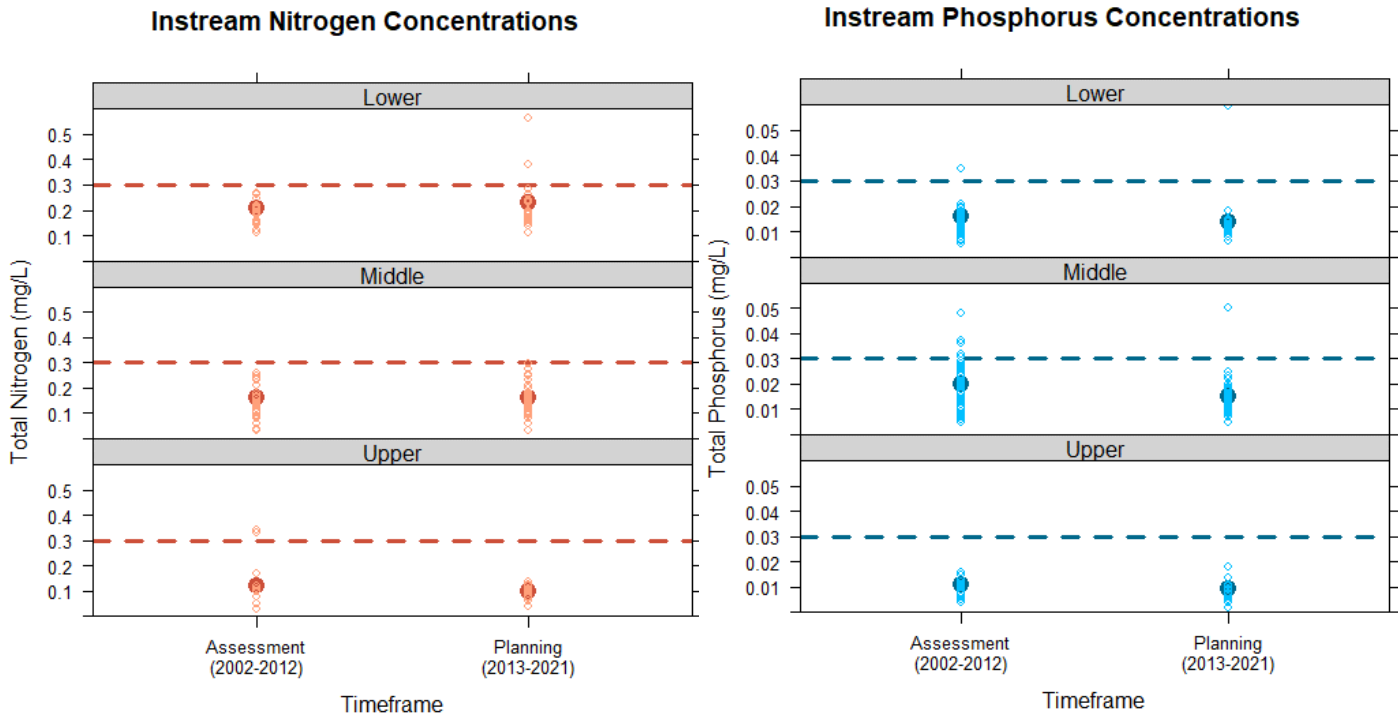 Instream Nitrogen Concentrations
Total Nitrogen (mg/L)
Lower
0.5
0.4
0.3
0.2
0.1
Middle
0.5
0.4
0.3
0.2
0.1
Upper
0.5
0.4
0.3
0.2
0.1
Assessment
(2002-2012)
Planning
(2013-2021)
Timeframe
Instream Phosphorus Concentrations
Total Phosphorus (mg/L)
Lower
0.05
0.04
0.03
0.02
0.01
Middle
0.05
0.04
0.03
0.02
0.01
Upper
0.05
0.04
0.03
0.02
0.01
Assessment
(2002-2012)
Planning
(2013-2021)
Timeframe